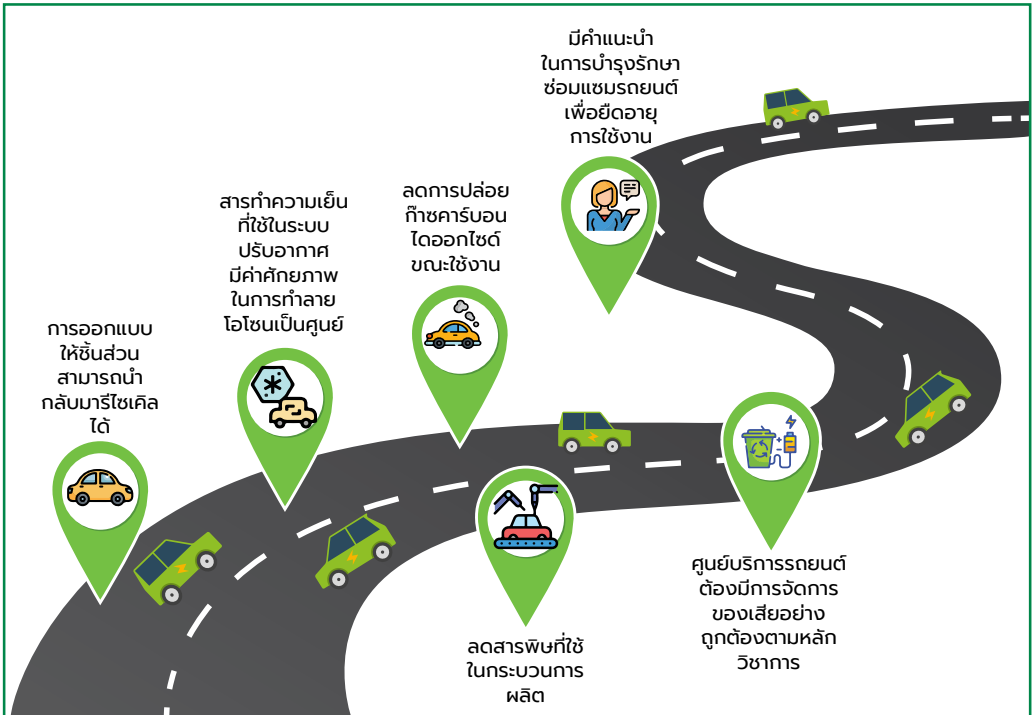 การออกแบบ
ให้ชิ้นส่วน
สามารถนำ
กลับมารีไซเคิล
ได้
สารทำความเย็น
ที่ใช้ในระบบ
ปรับอากาศ
มีค่าศักยภาพ
ในการทำลาย
โอโซนเป็นศูนย์
ลดการปล่อย
ก๊าซคาร์บอน
ไดออกไซด์
ขณะใช้งาน
มีคำแนะนำ
ในการบำรุงรักษา
ซ่อมแซมรถยนต์
เพื่อยืดอายุ
การใช้งาน
ลดสารพิษที่ใช้
ในกระบวนการ
ผลิต
ศูนย์บริการรถยนต์
ต้องมีการจัดการ
ของเสียอย่าง
ถูกต้องตามหลัก
วิชาการ